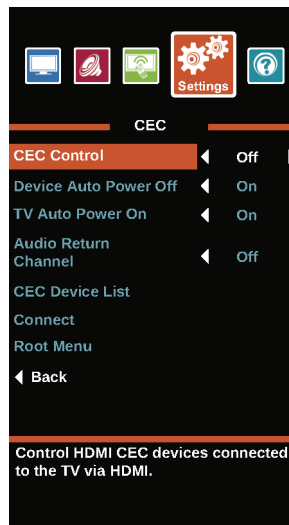 Settings
CEC
CEC Control Off
Device Auto Power Off On
TV Auto Power On On
Audio Return
Channel Off
CEC Device List
Connect
Root Menu
Back
Control HDMI CEC devices connected
to the TV via HDMI.